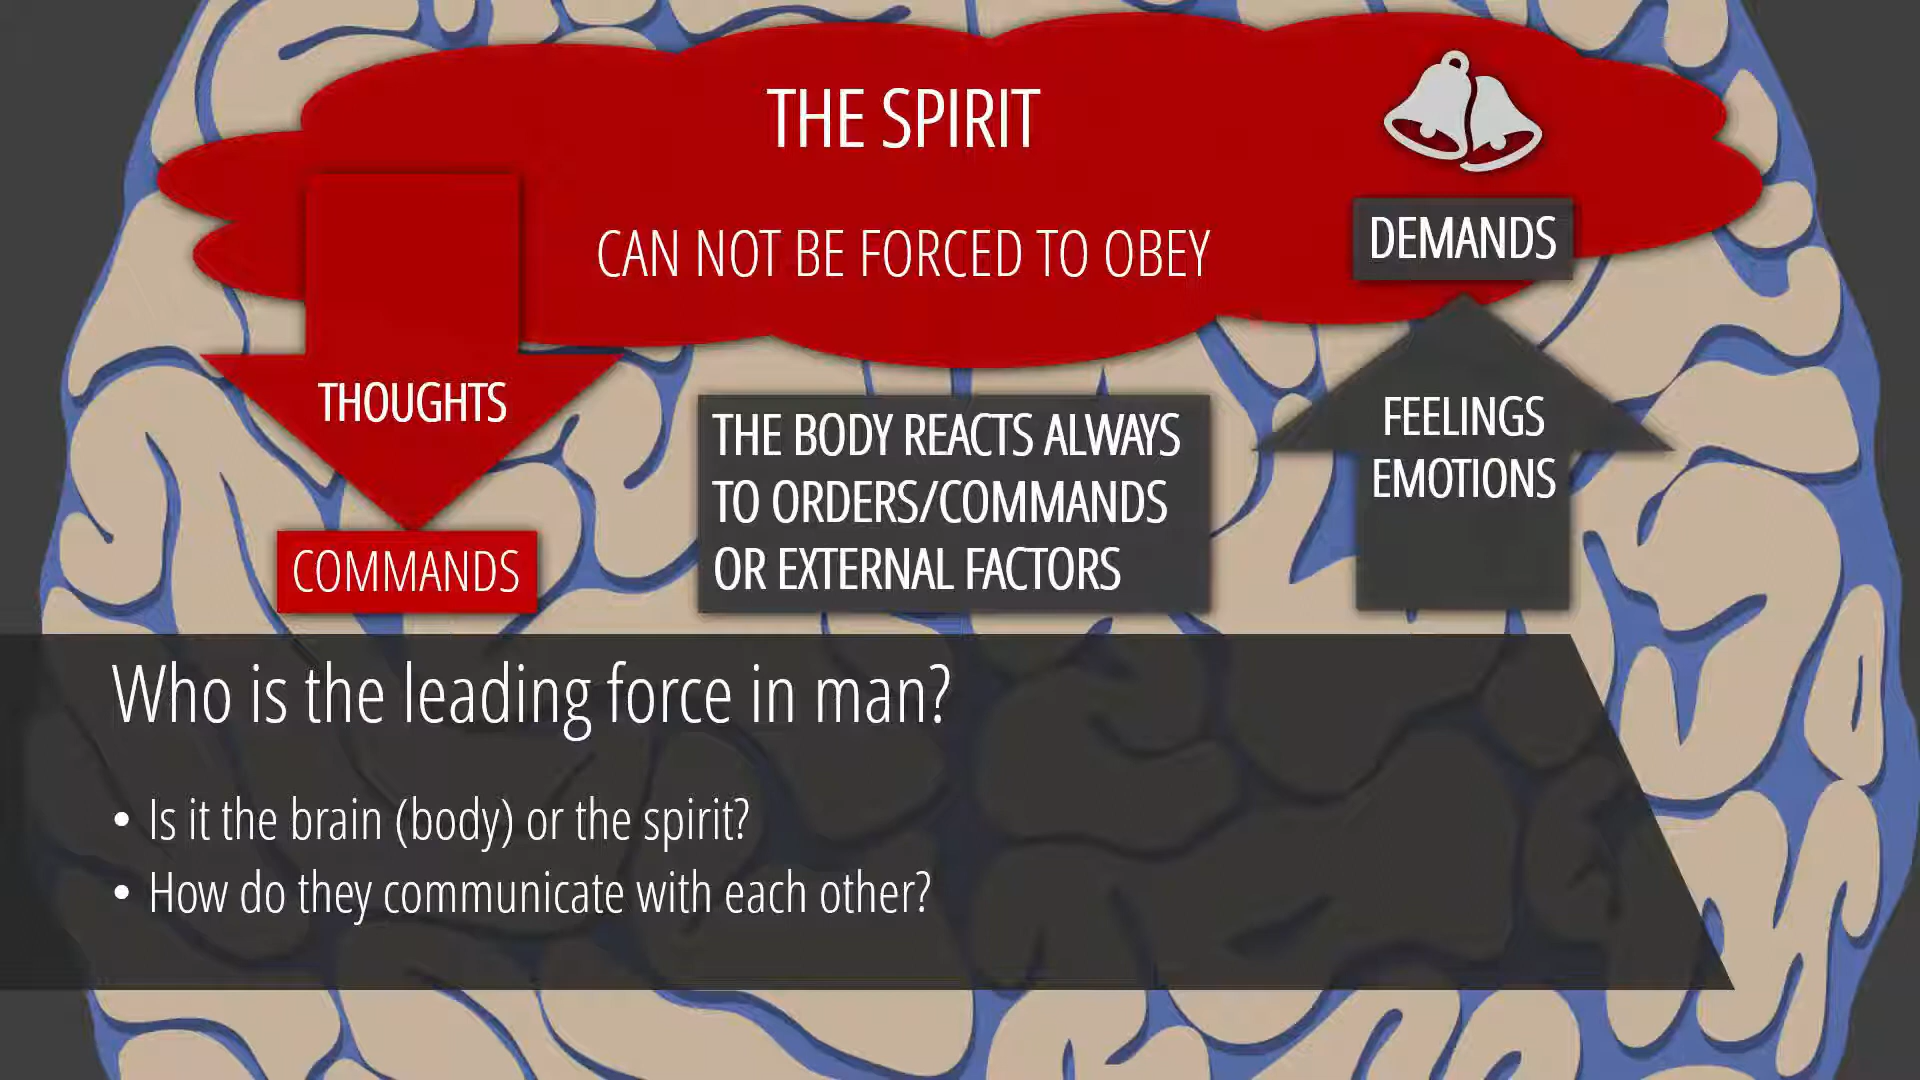 THE SPIRIT
CAN NOT BE FORCED TO OBEY
DEMANDS
THOUGHTS
COMMANDS
THE BODY REACTS ALWAYS
TO ORDERS/COMMANDS
OR EXTERNAL FACTORS
FEELINGS
EMOTIONS
Who is the leading force in man?
• Is it the brain (body) or the spirit?
• How do they communicate with each other?